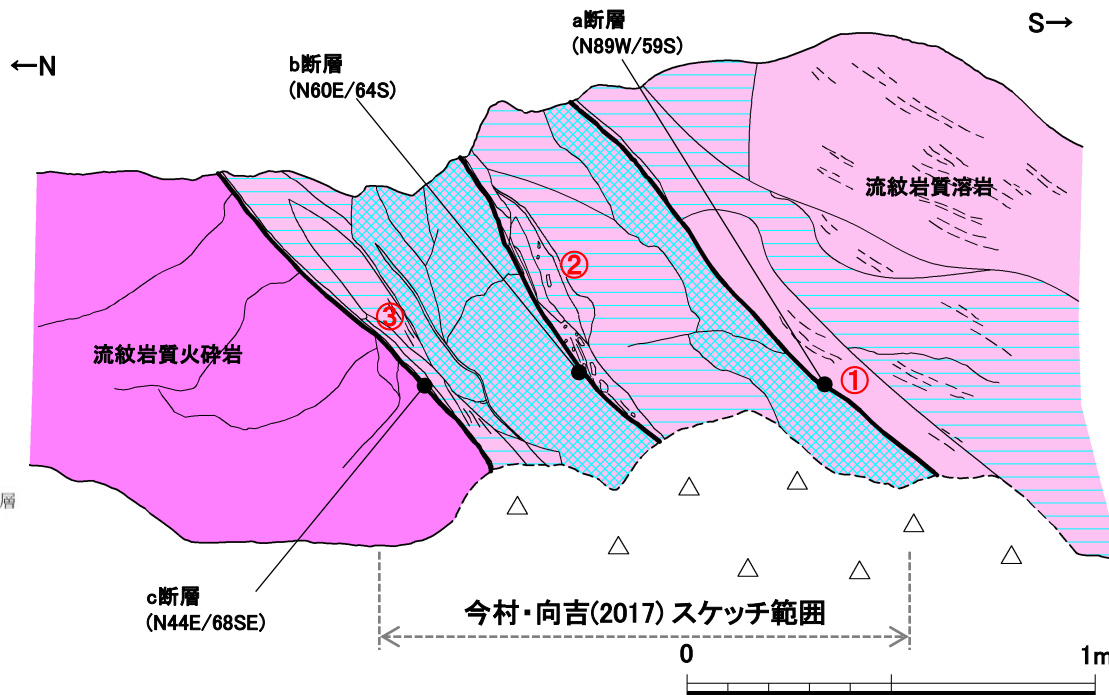 a断層
(N89W/59S)
S→
←N
b断層
(N60E/64S)
流紋岩質溶岩
②
③
流紋岩質火砕岩
①
層
c断層
(N44E/68SE)
今村・向吉(2017) スケッチ範囲
0
1m